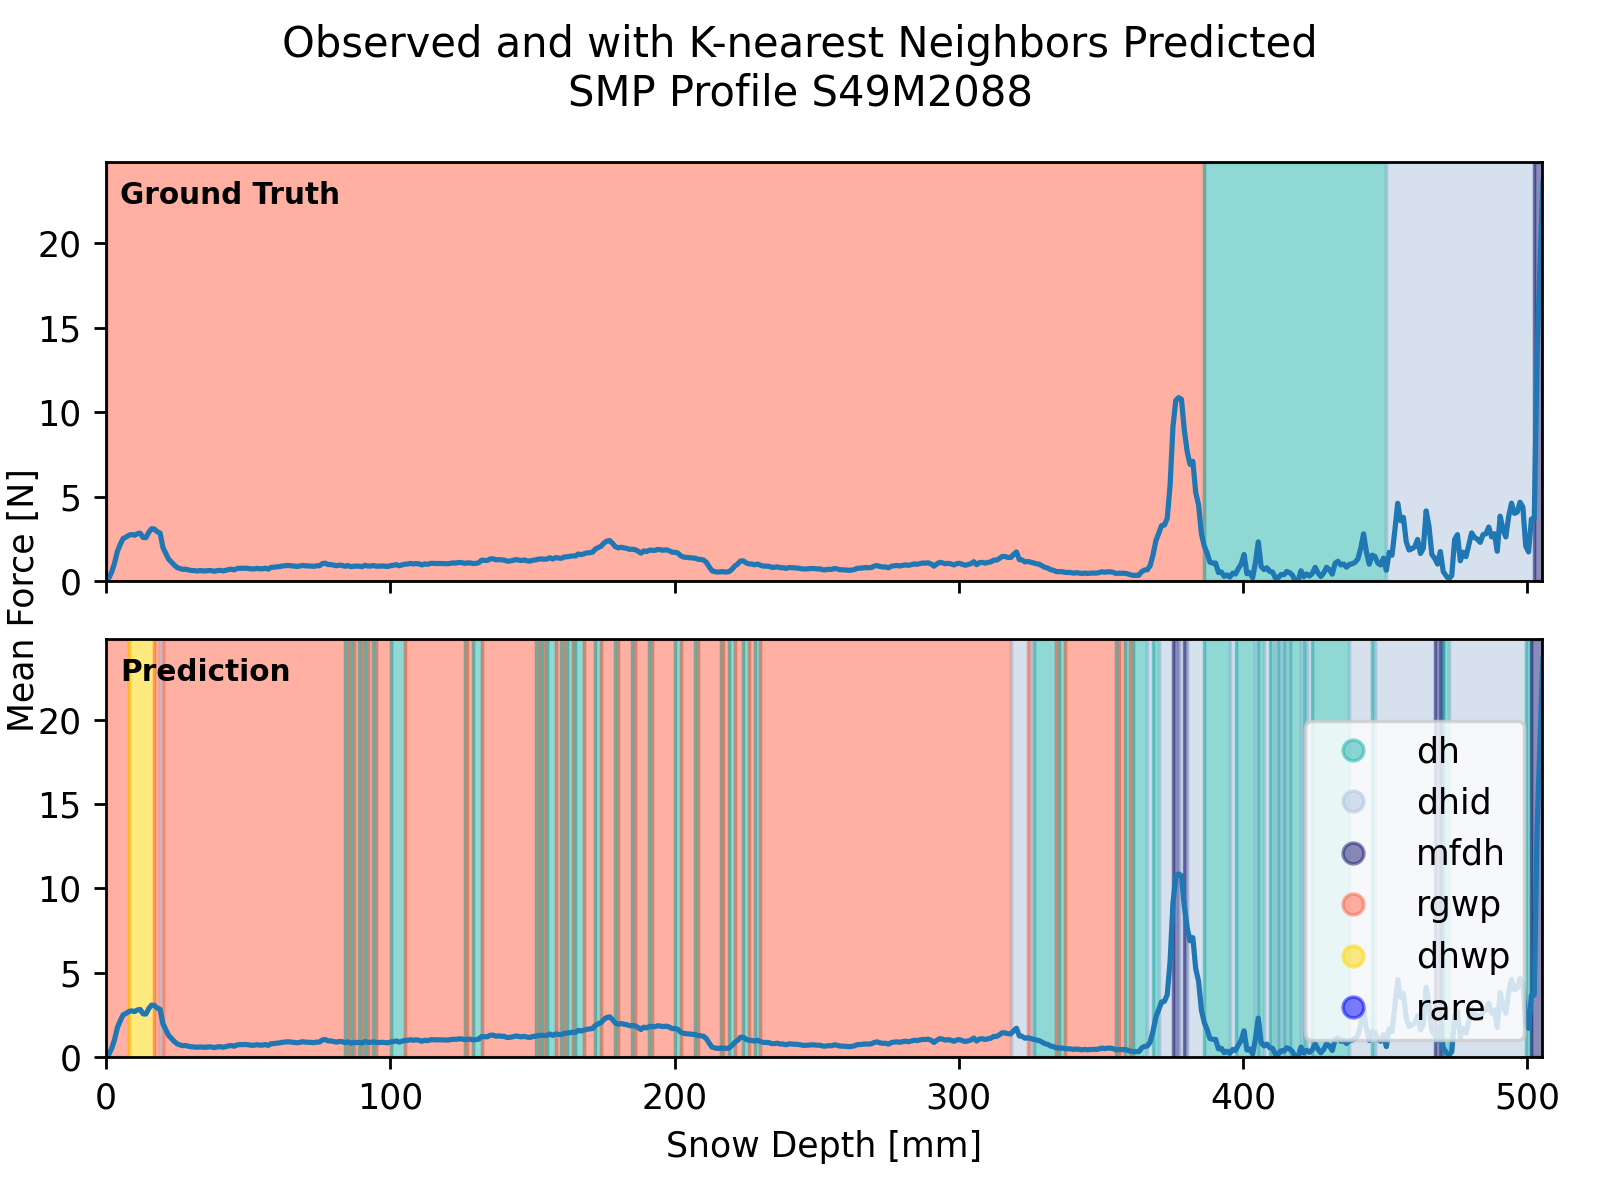 Observed and with K-nearest Neighbors Predicted
SMP Profile S49M2088
Mean Force [N]
Ground Truth
20
15
10
5
0
Prediction
20
15
10
5
0
dh
dhid
mfdh
rgwp
dhwp
rare
0 100 200 300 400 500
Snow Depth [mm]